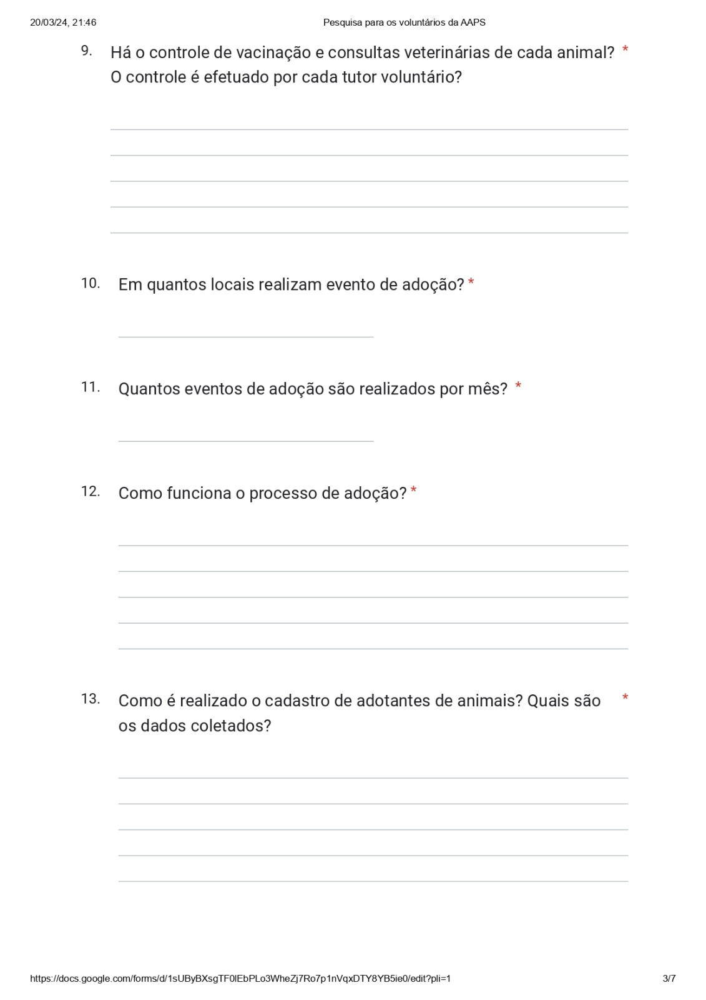 20/03/24, 21:46
Pesquisa para os voluntários da AAPS
9. Há o controle de vacinação e consultas veterinárias de cada animal? *
O controle é efetuado por cada tutor voluntário?
10. Em quantos locais realizam evento de adoção? *
11. Quantos eventos de adoção são realizados por mês? *
12. Como funciona o processo de adoção? *
13. Como é realizado o cadastro de adotantes de animais? Quais são *
os dados coletados?
https://docs.google.com/forms/d/1sUByBXsgTF0lEbPLo3WheZj7Ro7p1nVqxDTY8YB5ie0/edit?pli=1
3/7